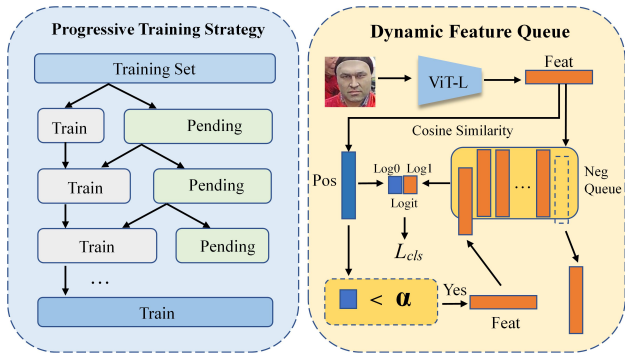 Progressive Training Strategy
Training Set
Train
Pending
Train
Pending
Train
Pending
...
Train
Dynamic Feature Queue
ViT-L
Feat
Cosine Similarity
Pos
Log0 Log1
Logit
...
Neg
Queue
L_cls
< α
Yes
Feat